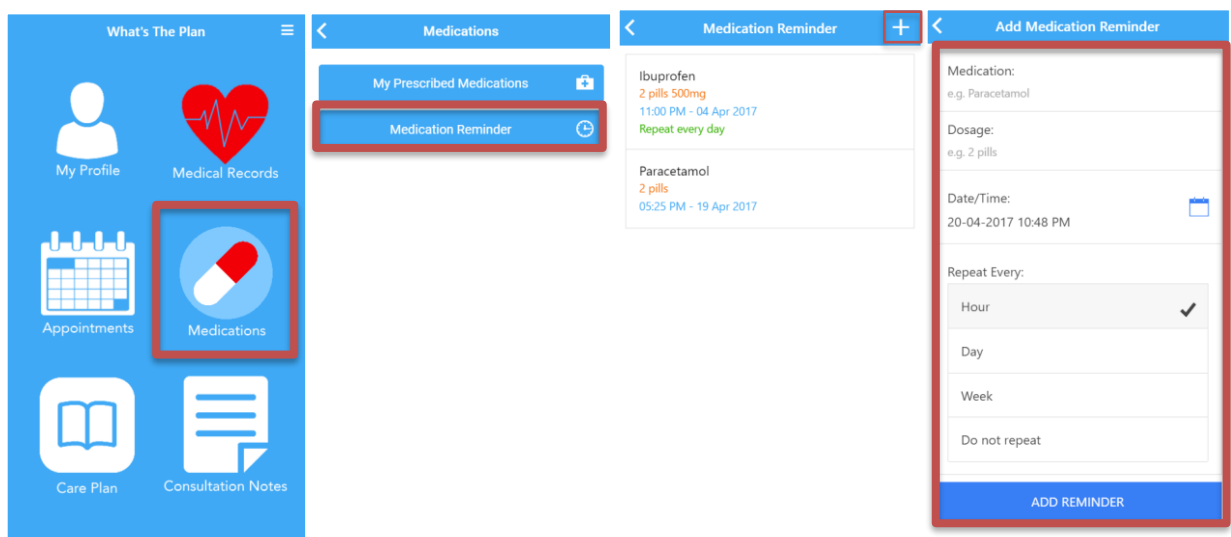 What's The Plan
My Profile
Medical Records
Appointments
Medications
Care Plan
Consultation Notes
Medications
My Prescribed Medications
Medication Reminder
Medication Reminder
Ibuprofen
2 pills 500mg
11:00 PM - 04 Apr 2017
Repeat every day
Paracetamol
2 pills
05:25 PM - 19 Apr 2017
Add Medication Reminder
Medication:
e.g. Paracetamol
Dosage:
e.g. 2 pills
Date/Time:
20-04-2017 10:48 PM
Repeat Every:
Hour
Day
Week
Do not repeat
ADD REMINDER